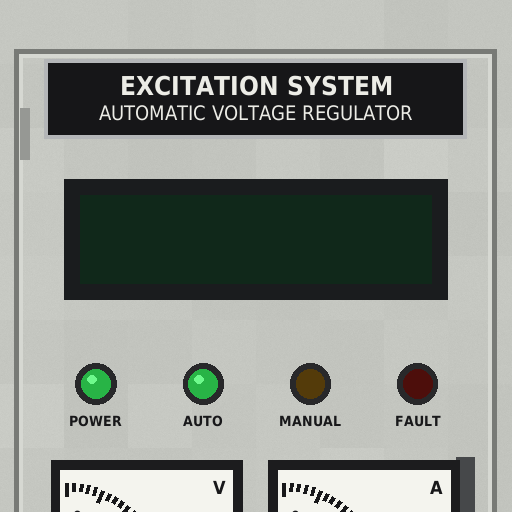 EXCITATION SYSTEM
AUTOMATIC VOLTAGE REGULATOR
POWER AUTO MANUAL FAULT
V A